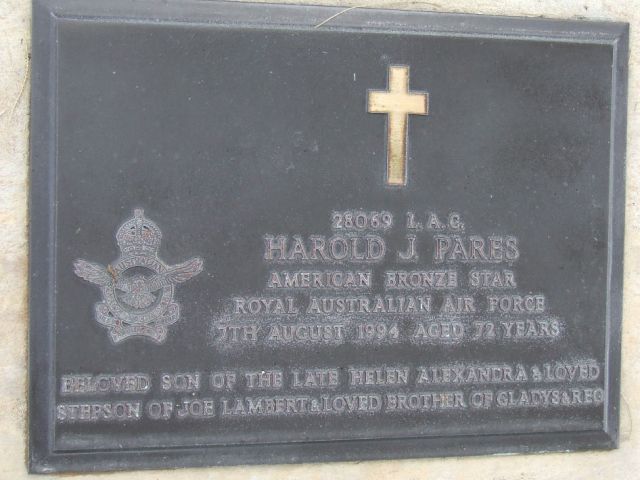 28069 L.A.C.
HAROLD J. PARES
AMERICAN BRONZE STAR
ROYAL AUSTRALIAN AIR FORCE
7TH AUGUST 1994 AGED 72 YEARS
BELOVED SON OF THE LATE HELEN ALEXANDRA & LOVED
STEPSON OF JOE LAMBERT & LOVED BROTHER OF GLADYS & REG